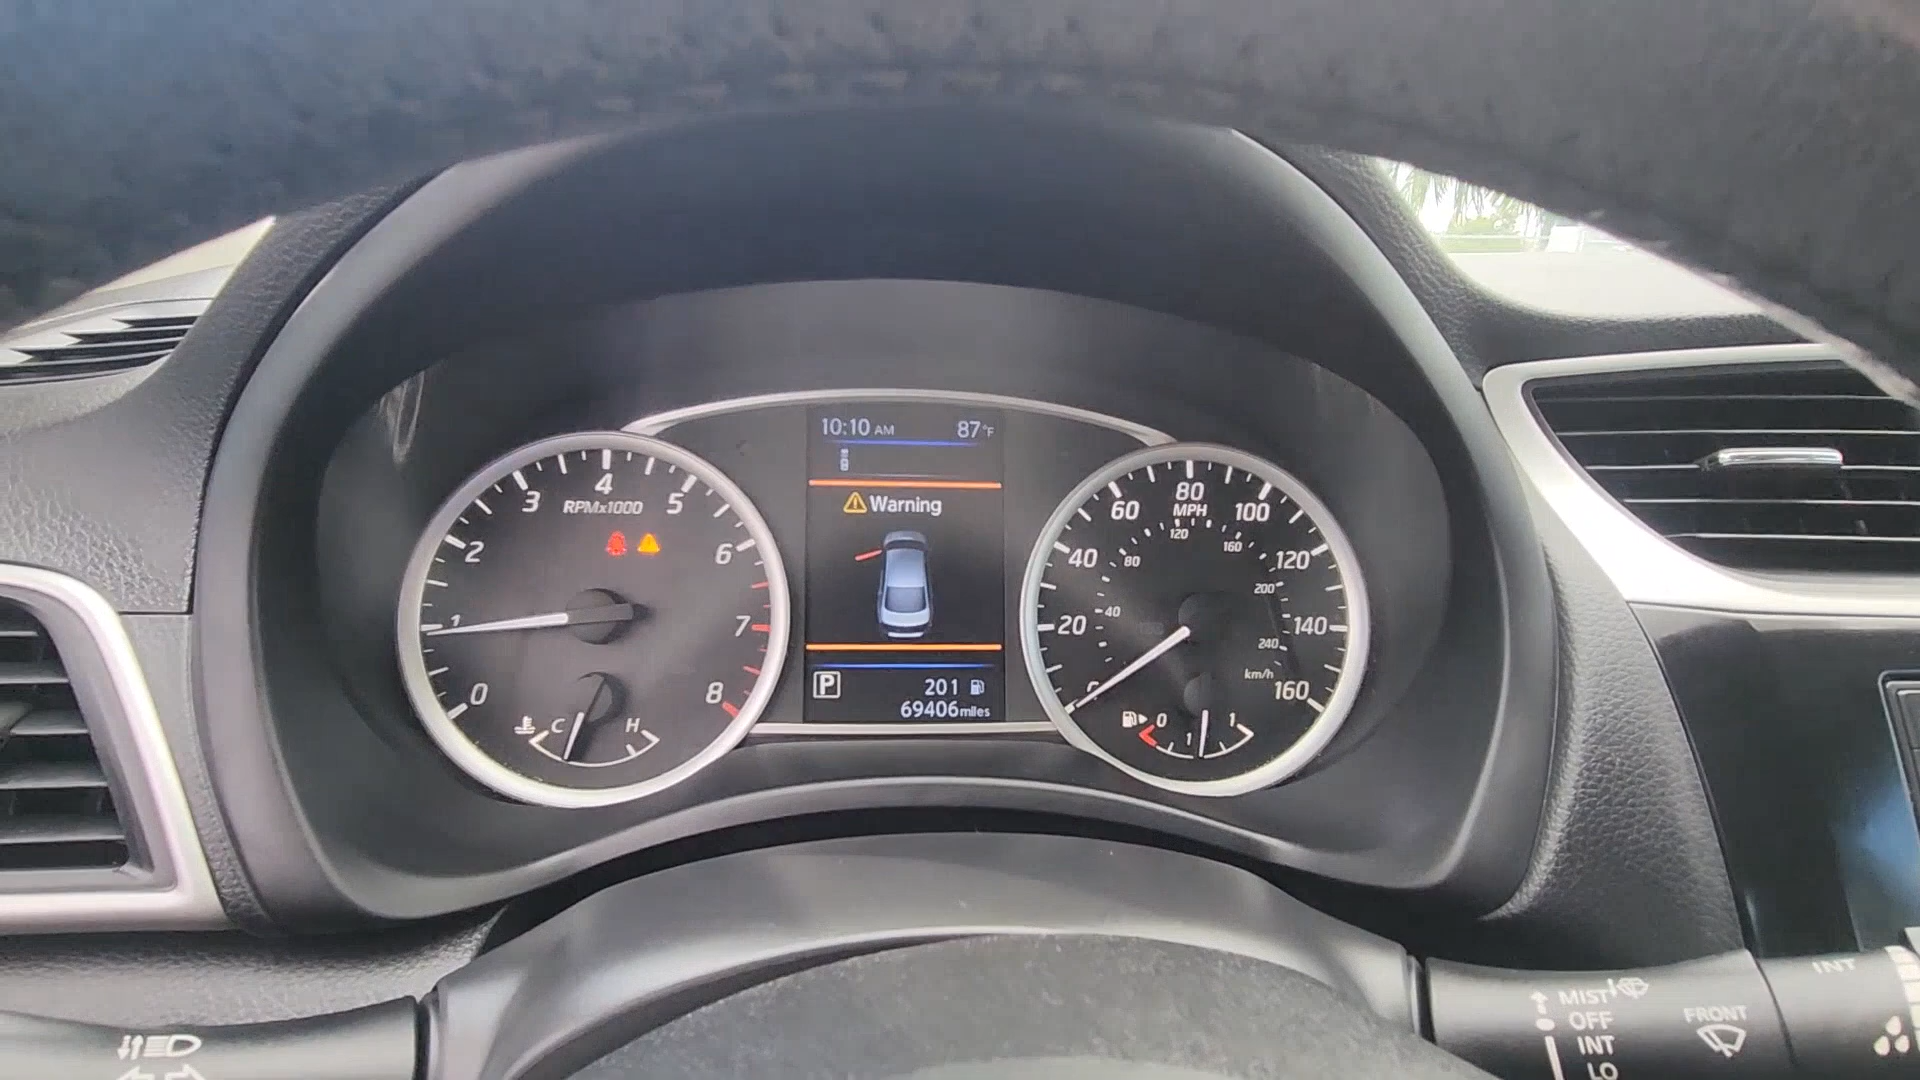 10:10 AM 87°F
Warning
P 201
69406 miles
0 1 2 3 4 5 6 7 8
RPMx1000
C H
20 40 60 80 100 120 140 160
MPH
40 80 120 160 200 240
km/h
0 1 1
MIST
OFF
INT
LO
FRONT
INT